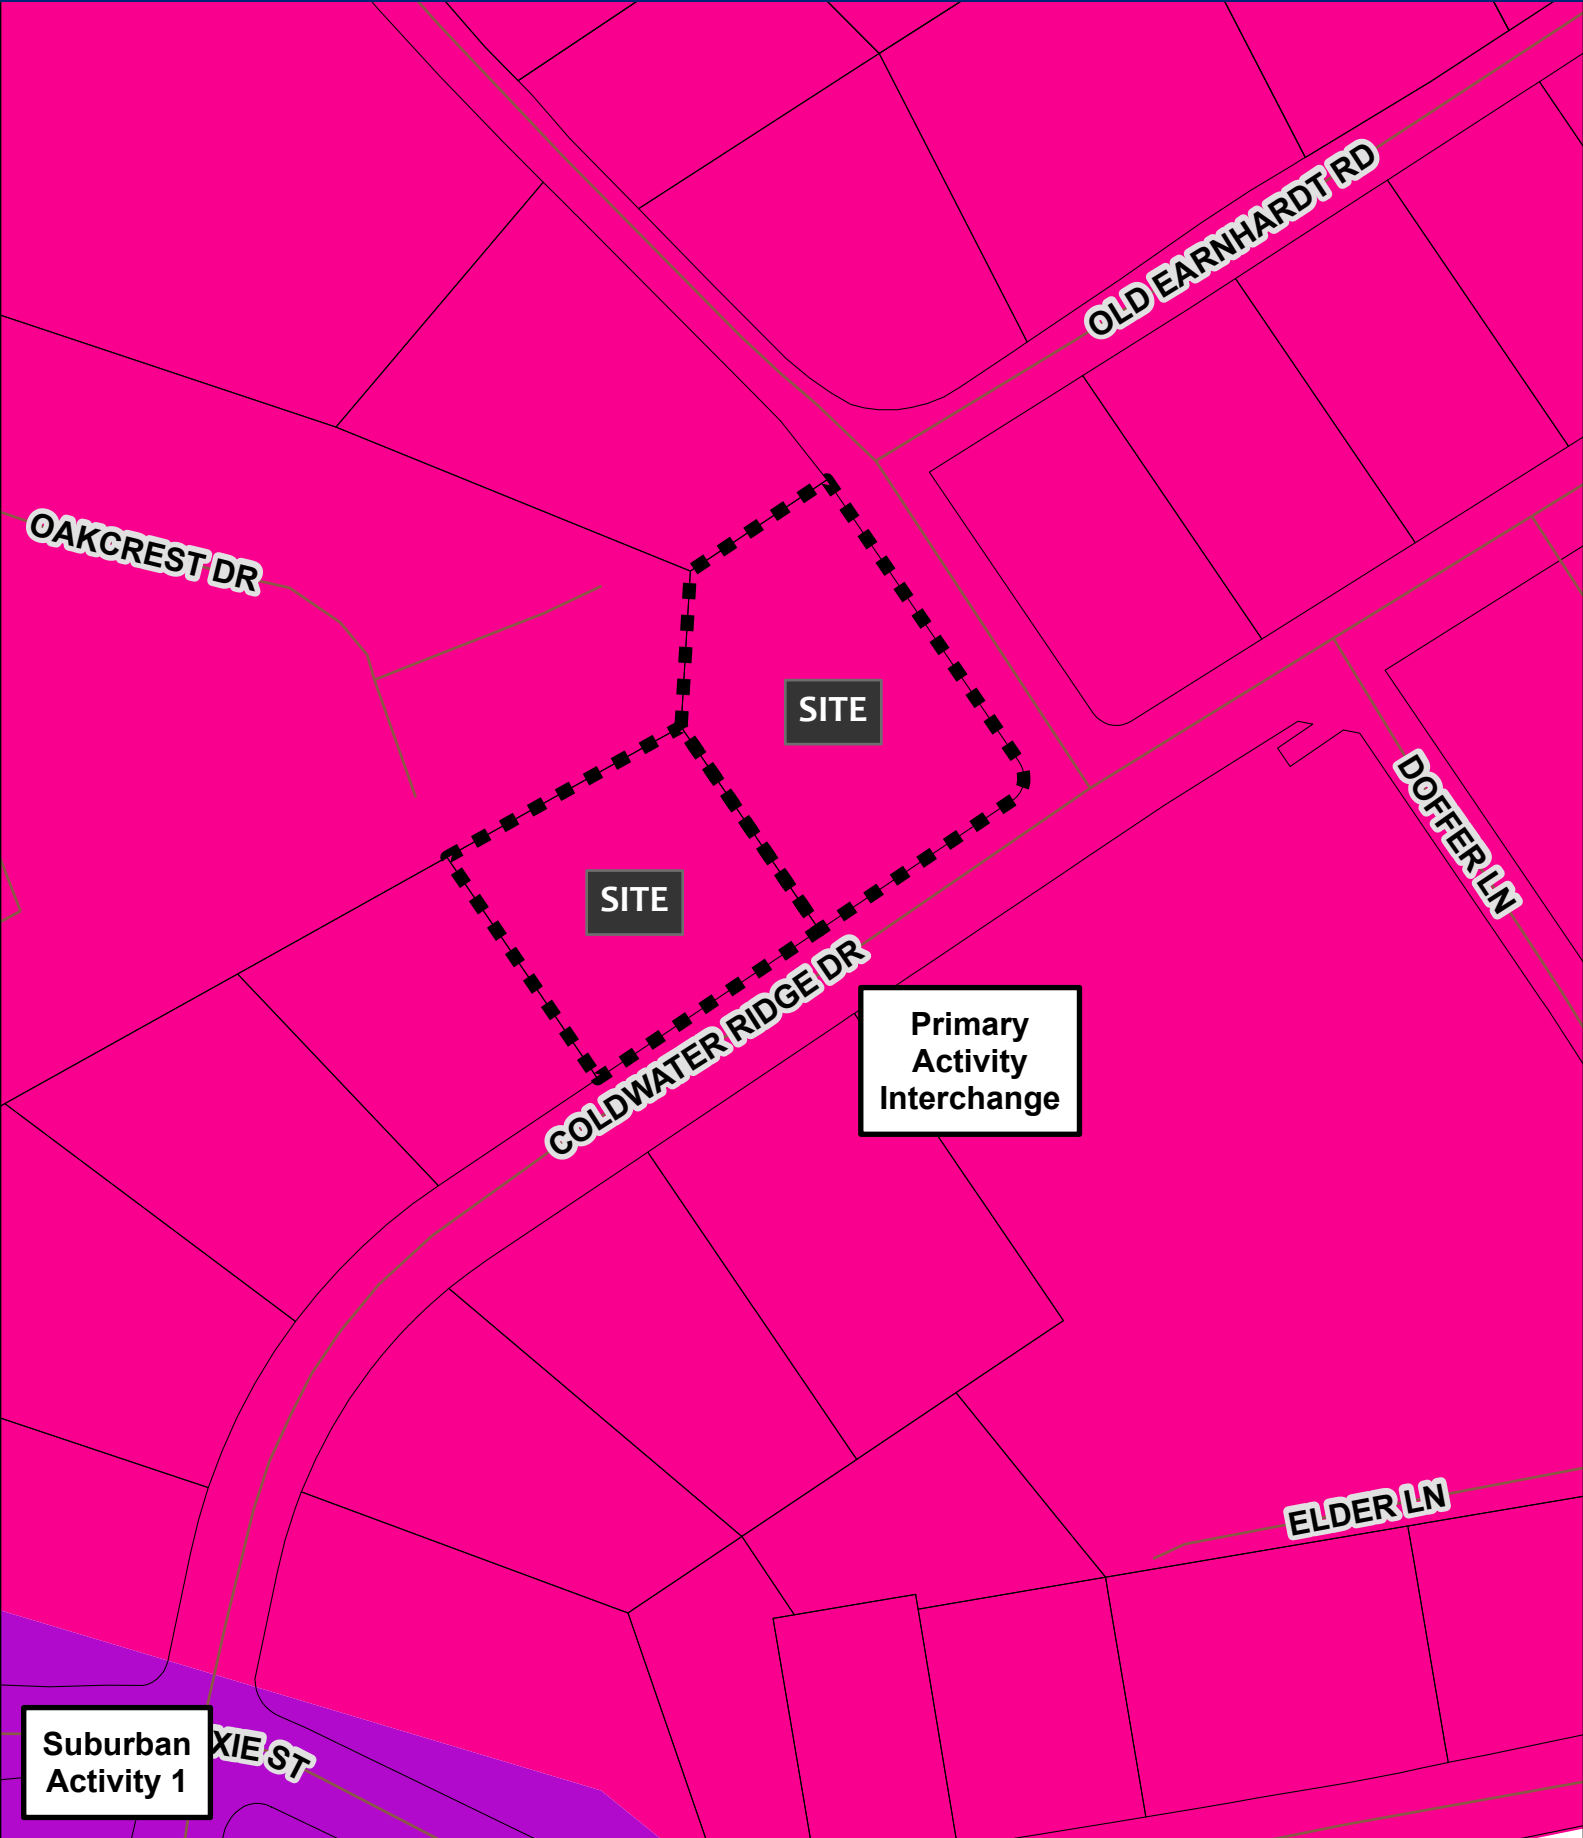 OLD EARNHARDT RD
OAKCREST DR
SITE
DOFFER LN
SITE
COLDWATER RIDGE DR
Primary
Activity
Interchange
ELDER LN
Suburban
Activity 1
XIE ST